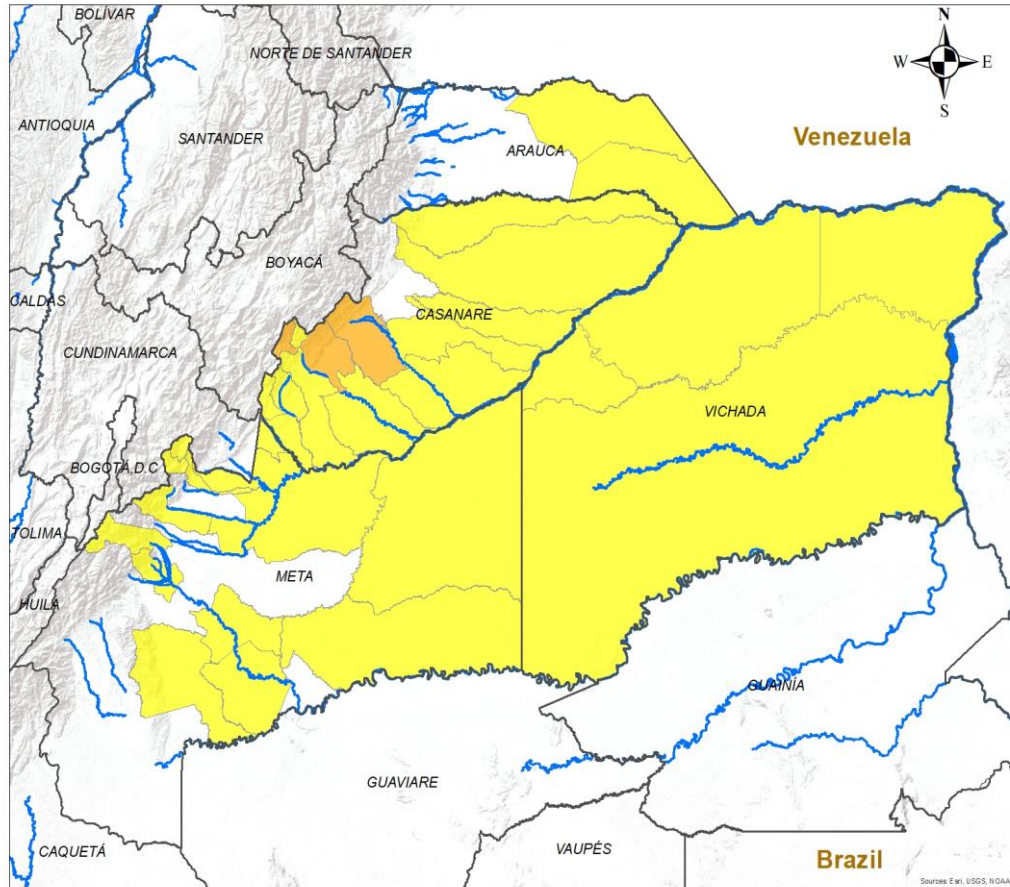 BOLÍVAR
N
NORTE DE SANTANDER
W
E
S
ANTIOQUIA
SANTANDER
Venezuela
ARAUCA
BOYACÁ
CALDAS
CASANARE
CUNDINAMARCA
VICHADA
BOGOTÁ, D.C
TOLIMA
META
HUILA
GUAINÍA
GUAVIARE
CAQUETÁ
VAUPÉS
Brazil
Sources: Esri, USGS, NOAA